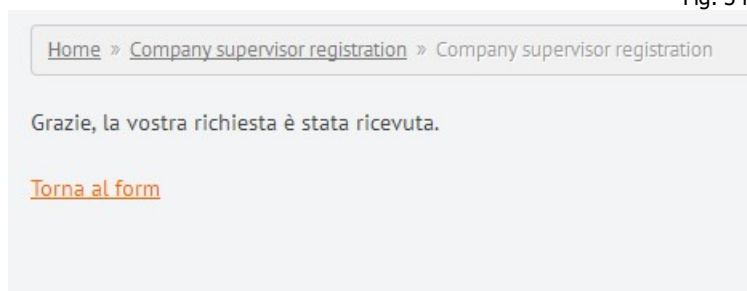 Home » Company supervisor registration » Company supervisor registration
Grazie, la vostra richiesta è stata ricevuta.
Torna al form